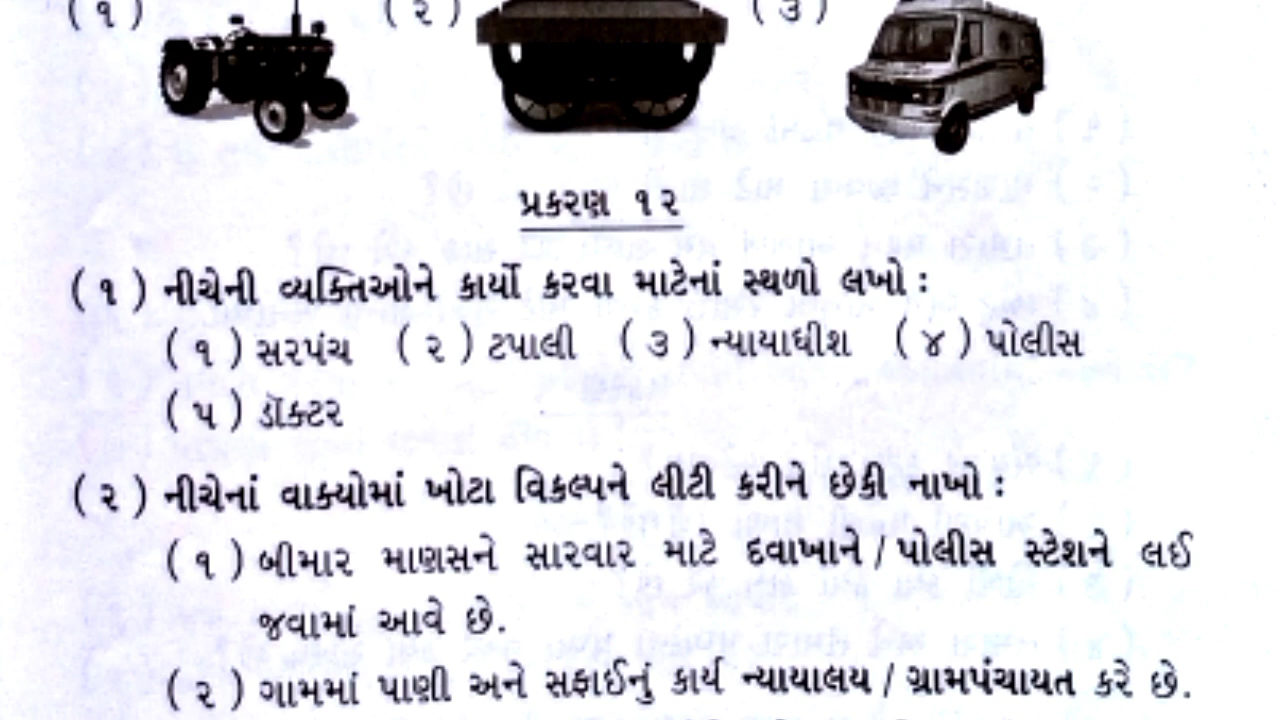 (૧) (૨) (૩)
પ્રકરણ ૧૨
(૧) નીચેની વ્યક્તિઓને કાર્યો કરવા માટેનાં સ્થળો લખો :
(૧) સરપંચ (૨) ટપાલી (૩) ન્યાયાધીશ (૪) પોલીસ
(૫) ડૉક્ટર
(૨) નીચેનાં વાક્યોમાં ખોટા વિકલ્પને લીટી કરીને છેકી નાખો :
(૧) બીમાર માણસને સારવાર માટે દવાખાને / પોલીસ સ્ટેશને લઈ
જવામાં આવે છે.
(૨) ગામમાં પાણી અને સફાઈનું કાર્ય ન્યાયાલય / ગ્રામપંચાયત કરે છે.